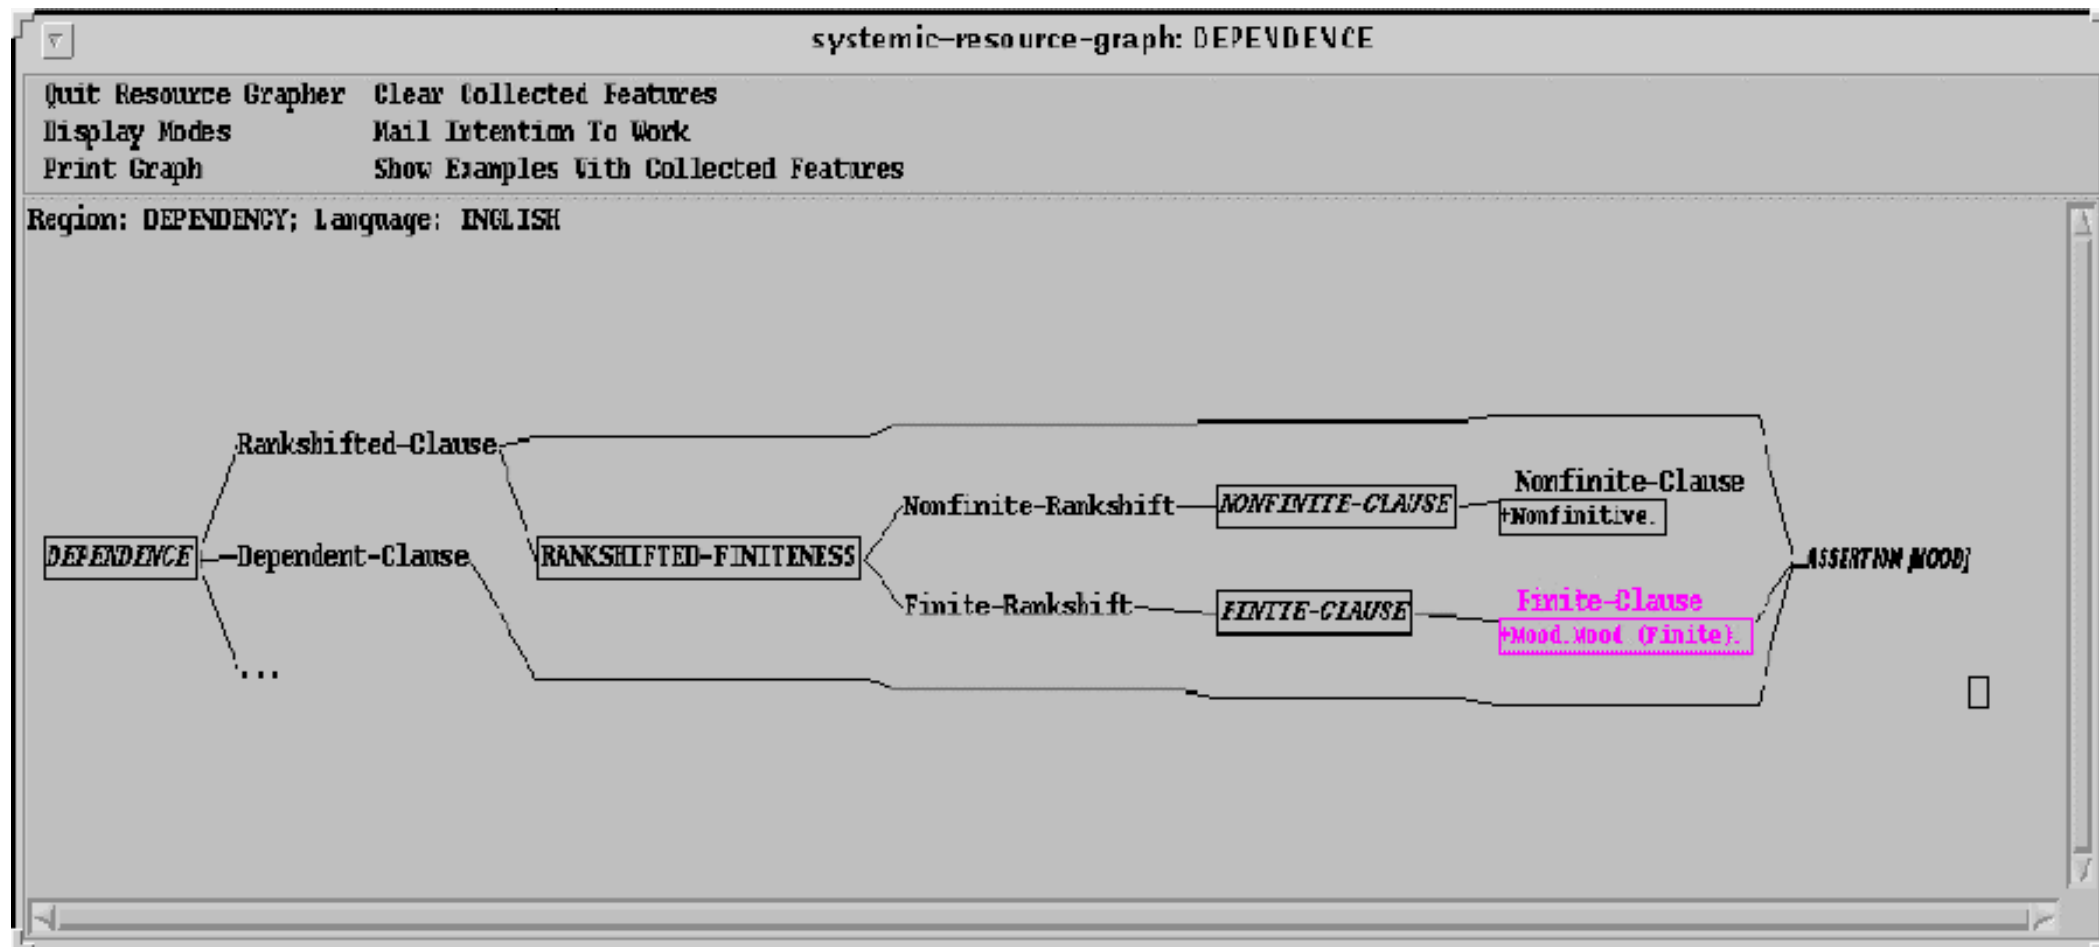 systemic-resource-graph: DEPENDENCE
Quit Resource Grapher Clear Collected Features
Display Modes Mail Intention To Work
Print Graph Show Examples With Collected Features
Region: DEPENDENCY; Language: ENGLISH
Rankshifted-Clause
Nonfinite-Clause
Nonfinite-Rankshift NONFINITE-CLAUSE +Nonfinitive.
DEPENDENCE Dependent-Clause RANKSHIFTED-FINITENESS ASSERTION [MOOD]
Finite-Clause
Finite-Rankshift FINITE-CLAUSE +Mood.Mood (Finite).
...